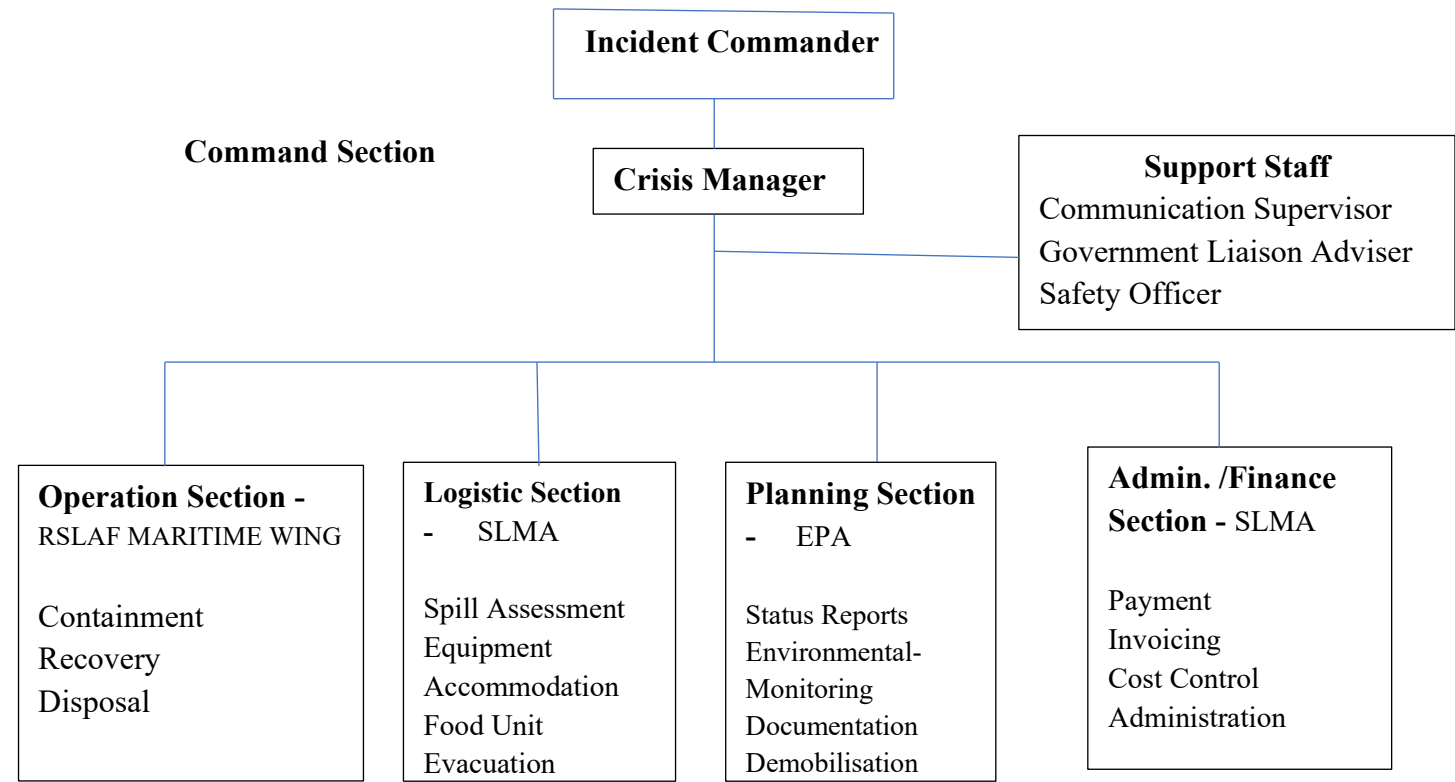 Incident Commander
Command Section
Crisis Manager
Support Staff
Communication Supervisor
Government Liaison Adviser
Safety Officer
Operation Section -
RSLAF MARITIME WING
Containment
Recovery
Disposal
Logistic Section
- SLMA
Spill Assessment
Equipment
Accommodation
Food Unit
Evacuation
Planning Section
- EPA
Status Reports
Environmental-
Monitoring
Documentation
Demobilisation
Admin. /Finance
Section - SLMA
Payment
Invoicing
Cost Control
Administration